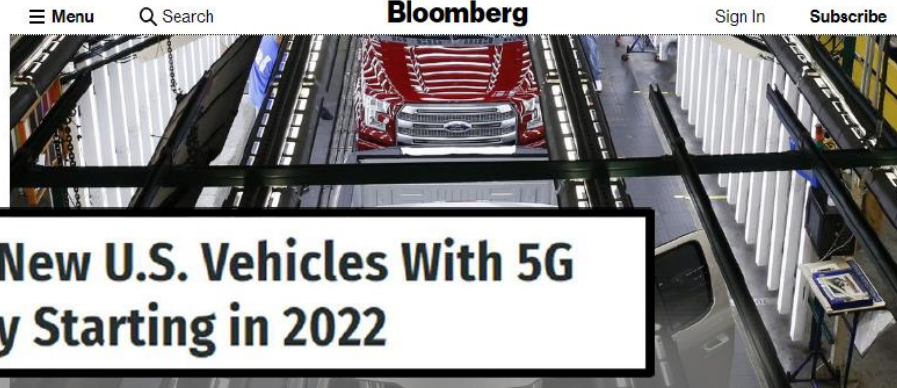 Menu
Search
Bloomberg
Sign In
Subscribe
New U.S. Vehicles With 5G
y Starting in 2022